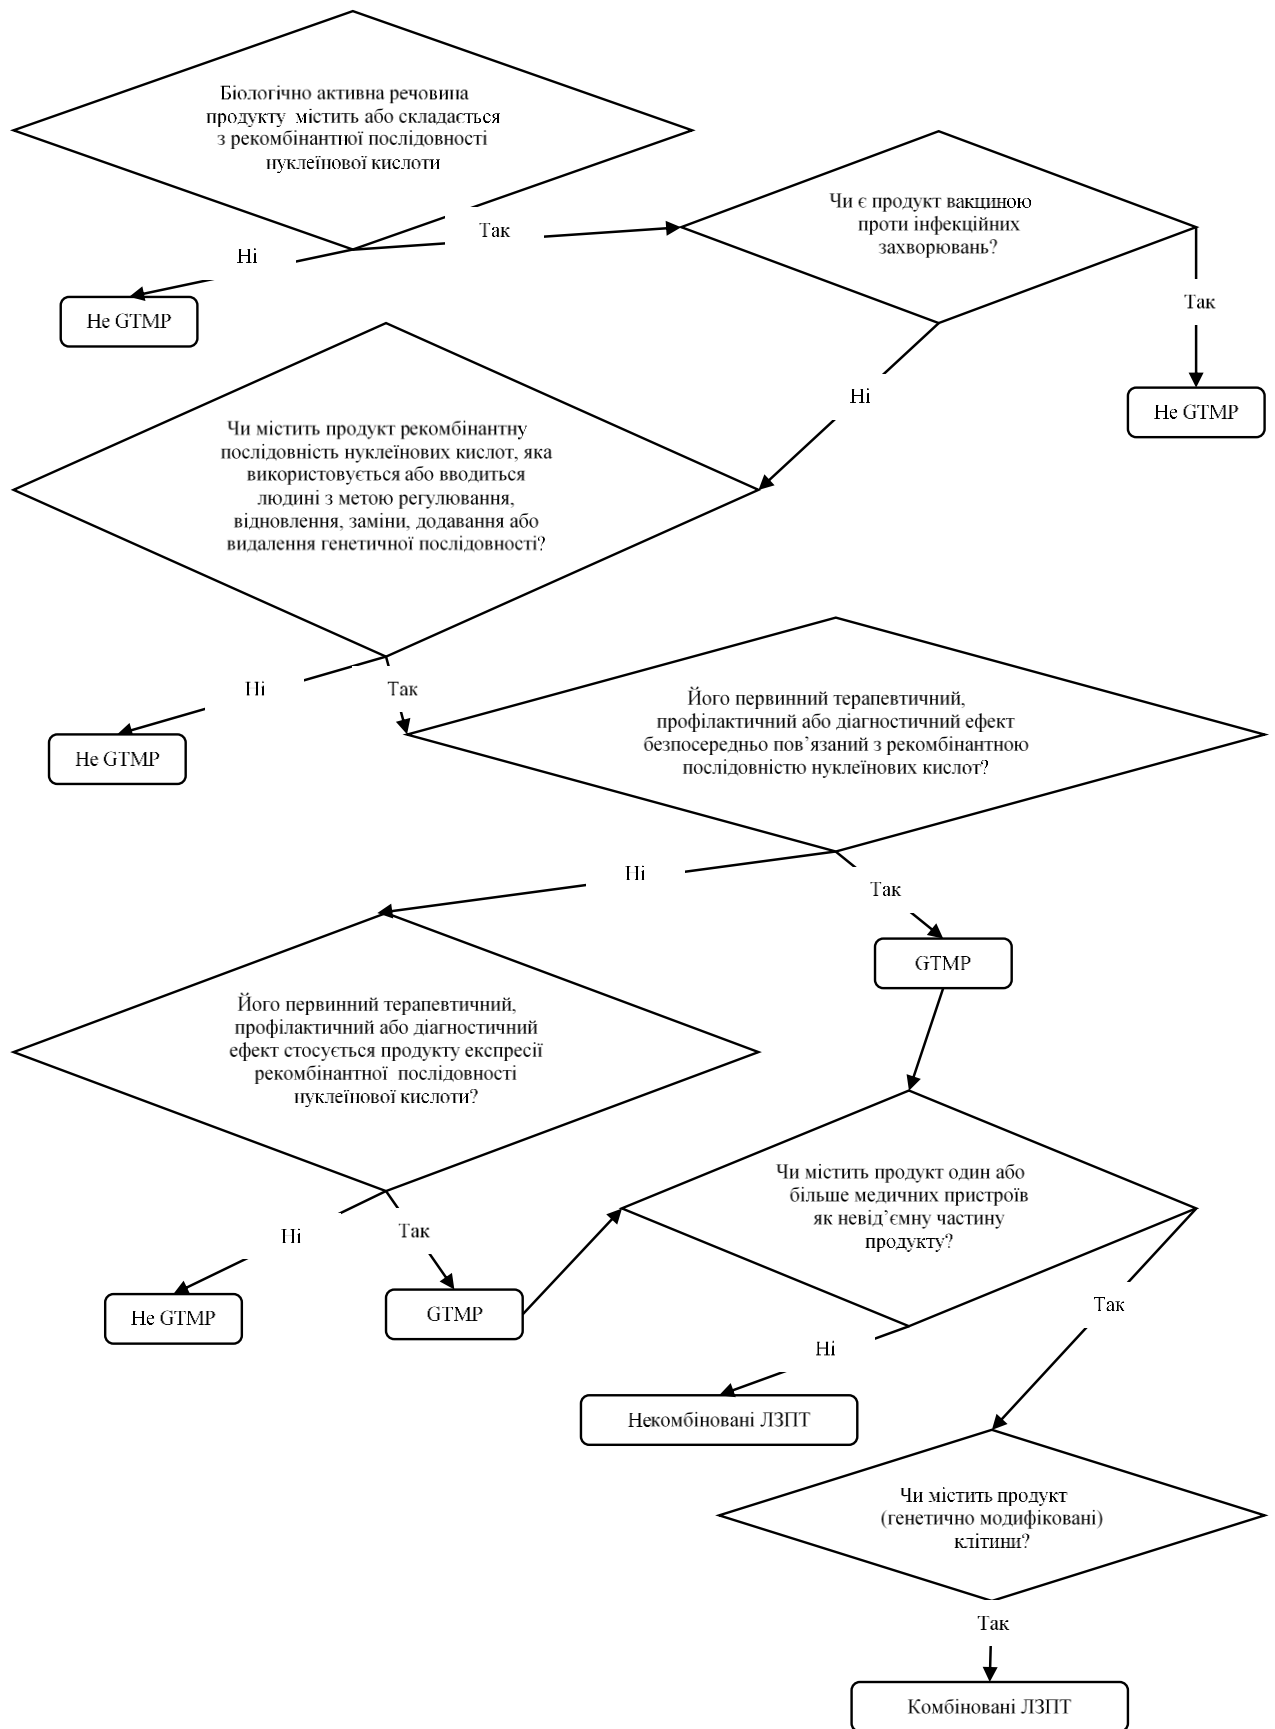 Біологічно активна речовина
продукту містить або складається
з рекомбінантної послідовності
нуклеїнової кислоти
Чи є продукт вакциною
проти інфекційних
захворювань?
Так
Ні
Так
Не GTMP
Ні
Не GTMP
Чи містить продукт рекомбінантну
послідовність нуклеїнових кислот, яка
використовується або вводиться
людині з метою регулювання,
відновлення, заміни, додавання або
видалення генетичної послідовності?
Ні
Так
Не GTMP
Його первинний терапевтичний,
профілактичний або діагностичний ефект
безпосередньо пов’язаний з рекомбінантною
послідовністю нуклеїнових кислот?
Ні
Так
GTMP
Його первинний терапевтичний,
профілактичний або діагностичний
ефект стосується продукту експресії
рекомбінантної послідовності
нуклеїнової кислоти?
Чи містить продукт один або
більше медичних пристроїв
як невід’ємну частину
продукту?
Ні
Так
Не GTMP
GTMP
Так
Ні
Некомбіновані ЛЗПТ
Чи містить продукт
(генетично модифіковані)
клітини?
Так
Комбіновані ЛЗПТ